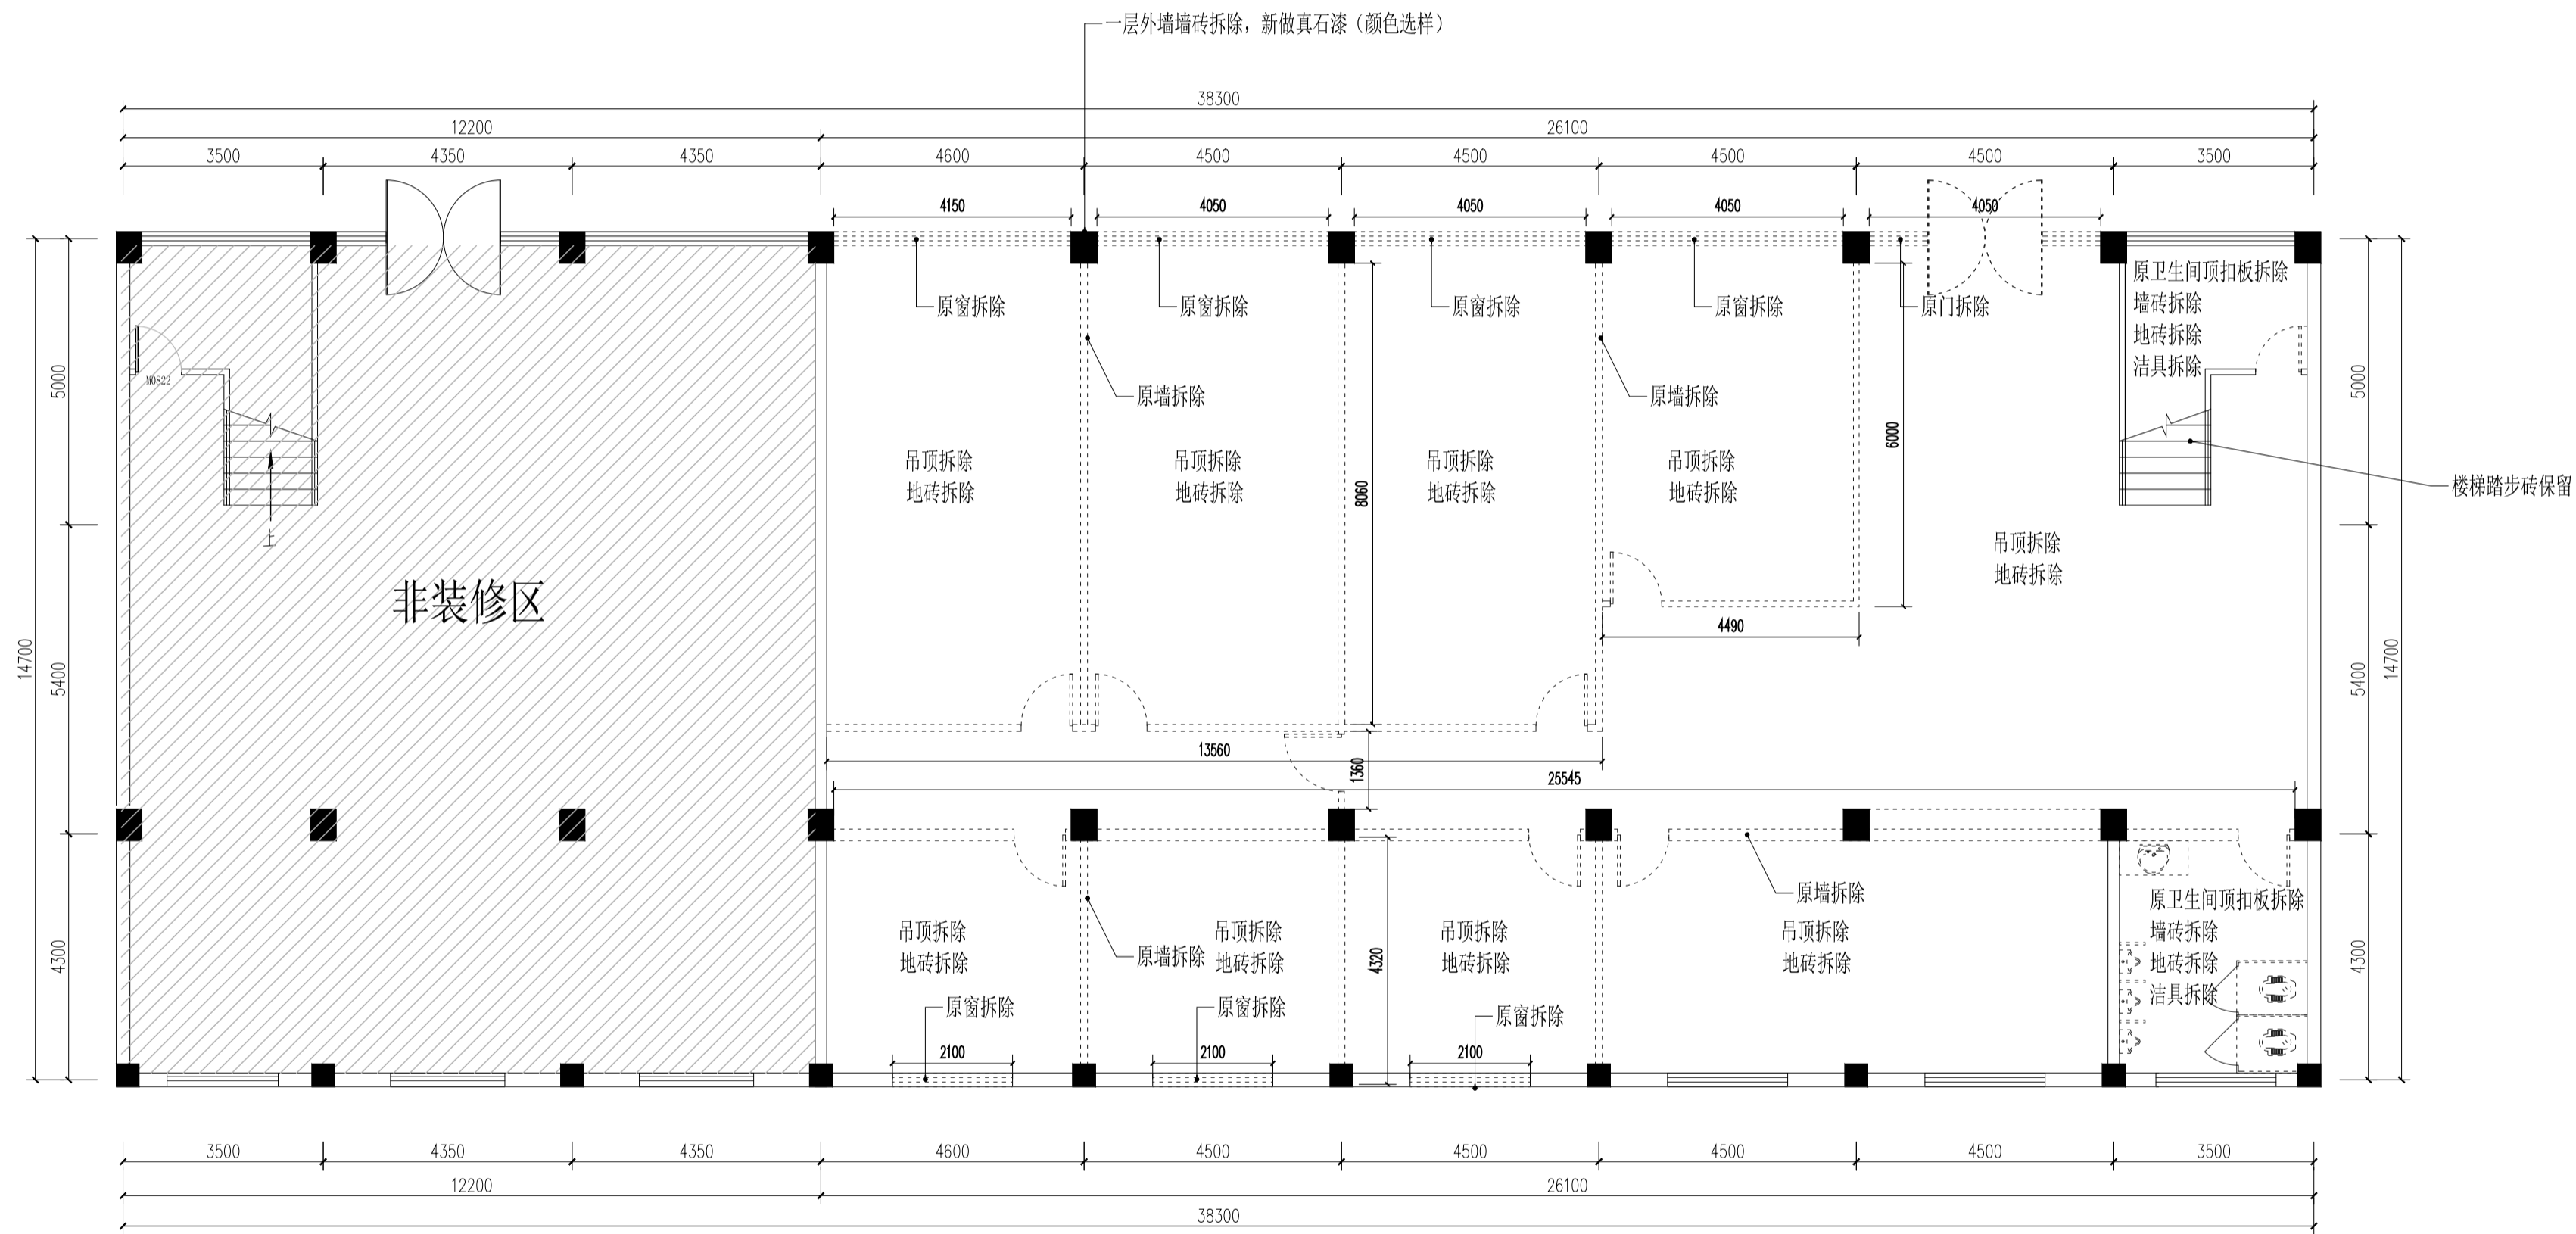 一层外墙墙砖拆除，新做真石漆（颜色选样）
38300
12200
26100
3500
4350
4350
4600
4500
4500
4500
4500
3500
4150
4050
4050
4050
4050
原窗拆除
原窗拆除
原窗拆除
原窗拆除
原门拆除
原卫生间顶扣板拆除
墙砖拆除
地砖拆除
洁具拆除
M0822
5000
5000
原墙拆除
原墙拆除
6000
吊顶拆除
地砖拆除
吊顶拆除
地砖拆除
吊顶拆除
地砖拆除
吊顶拆除
地砖拆除
8060
楼梯踏步砖保留
上
吊顶拆除
地砖拆除
非装修区
4490
14700
5400
5400
14700
13560
1360
25545
原墙拆除
原卫生间顶扣板拆除
墙砖拆除
地砖拆除
洁具拆除
吊顶拆除
地砖拆除
原墙拆除
吊顶拆除
地砖拆除
4320
吊顶拆除
地砖拆除
吊顶拆除
地砖拆除
4300
4300
原窗拆除
原窗拆除
原窗拆除
2100
2100
2100
3500
4350
4350
4600
4500
4500
4500
4500
3500
12200
26100
38300